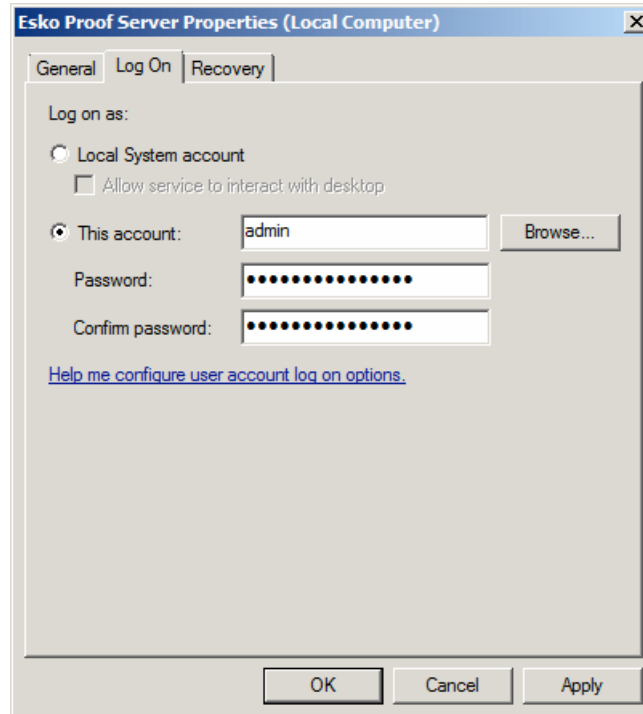 Esko Proof Server Properties (Local Computer)
General Log On Recovery
Log on as:
Local System account
Allow service to interact with desktop
This account: admin Browse...
Password: ●●●●●●●●●●●●●●●
Confirm password: ●●●●●●●●●●●●●●●
Help me configure user account log on options.
OK Cancel Apply